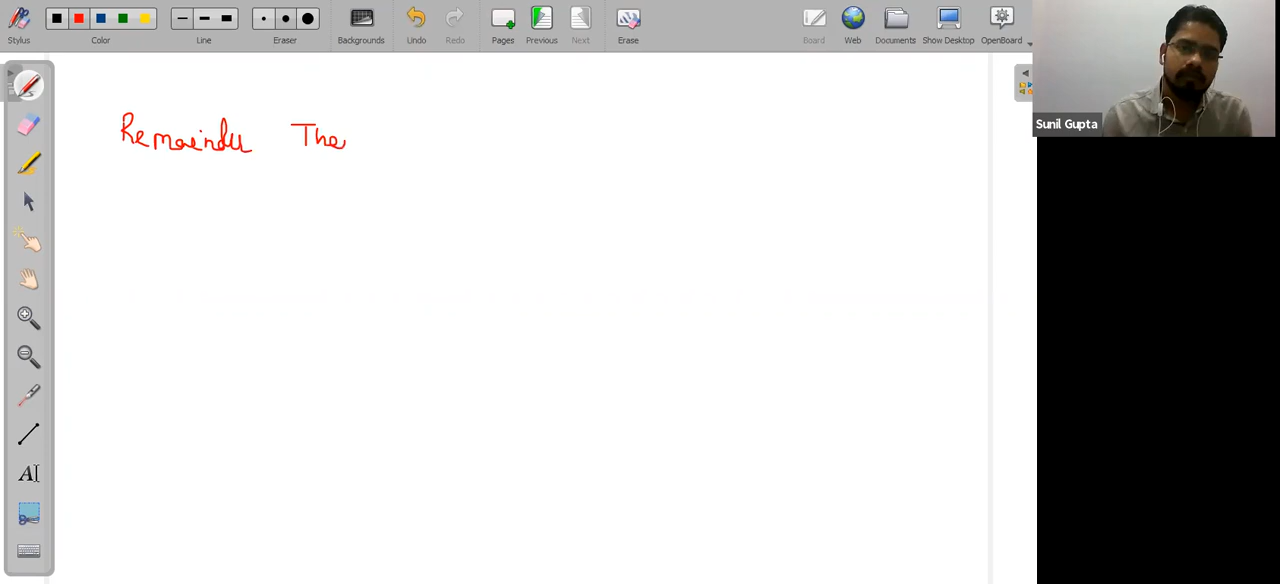 Stylus Color Line Eraser Backgrounds Undo Redo Pages Previous Next Erase Board Web Documents Show Desktop OpenBoard
Sunil Gupta
Remainder The
AI